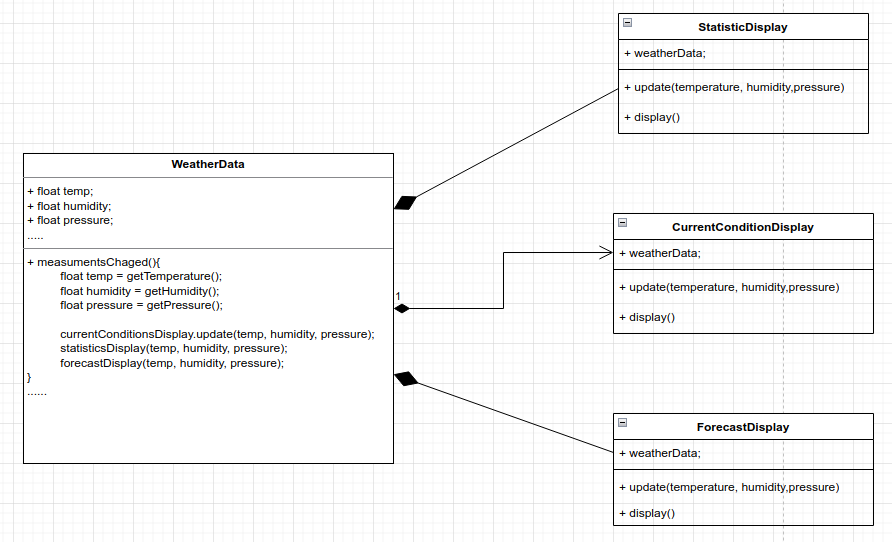 StatisticDisplay
+ weatherData;
+ update(temperature, humidity,pressure)
+ display()
WeatherData
+ float temp;
+ float humidity;
+ float pressure;
.....
+ measumentsChaged(){
float temp = getTemperature();
float humidity = getHumidity();
float pressure = getPressure();
currentConditionsDisplay.update(temp, humidity, pressure);
statisticsDisplay(temp, humidity, pressure);
forecastDisplay(temp, humidity, pressure);
}
......
1
CurrentConditionDisplay
+ weatherData;
+ update(temperature, humidity,pressure)
+ display()
ForecastDisplay
+ weatherData;
+ update(temperature, humidity,pressure)
+ display()